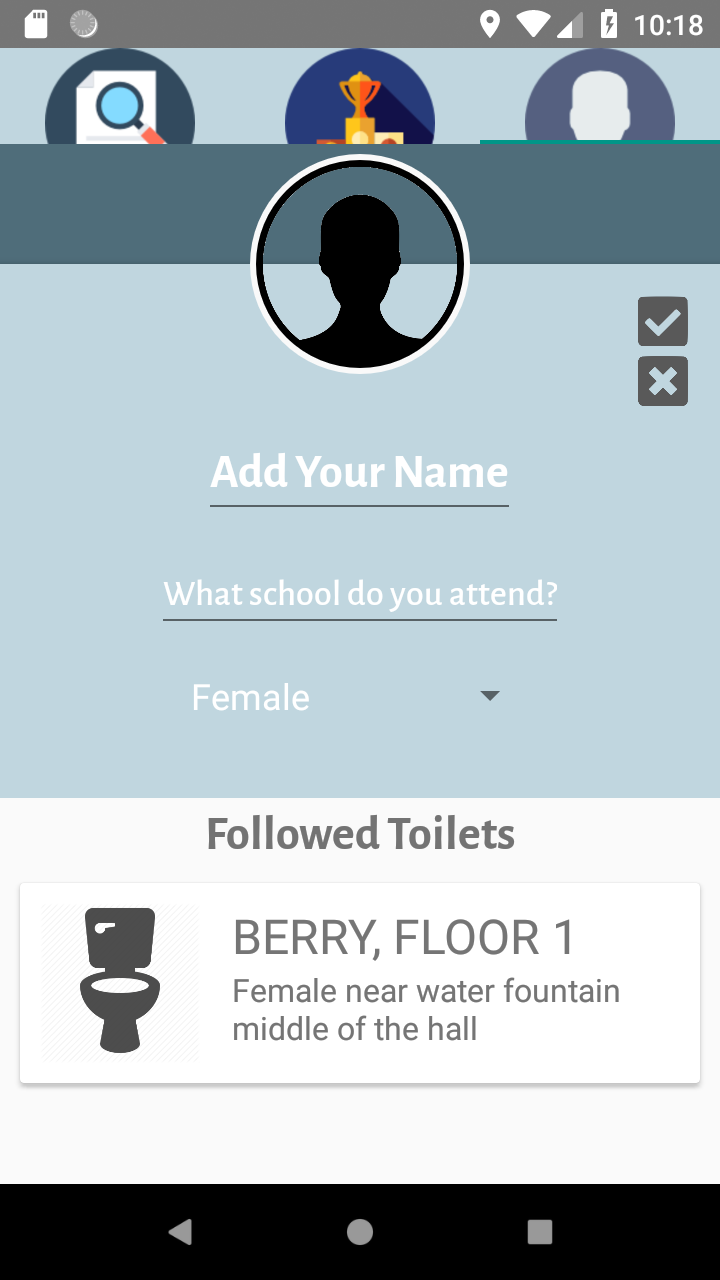 10:18
Add Your Name
What school do you attend?
Female
Followed Toilets
BERRY, FLOOR 1
Female near water fountain
middle of the hall